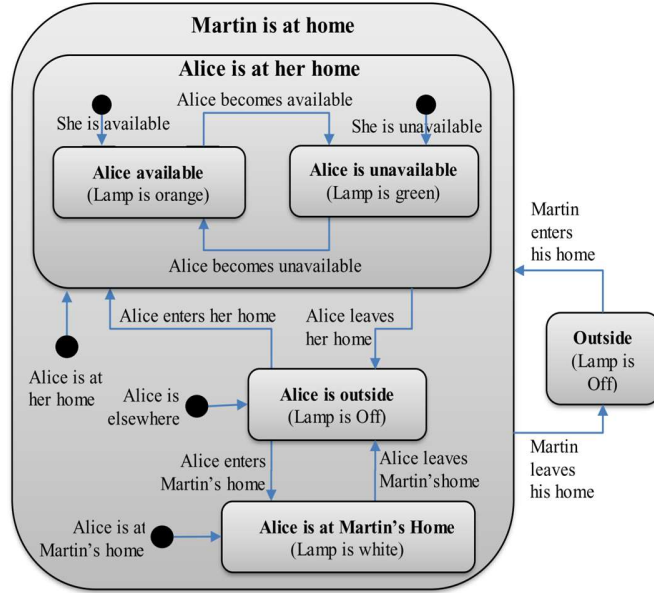 Martin is at home
Alice is at her home
Alice becomes available
She is available
She is unavailable
Alice available
(Lamp is orange)
Alice is unavailable
(Lamp is green)
Alice becomes unavailable
Martin
enters
his home
Alice enters her home
Alice leaves
her home
Outside
(Lamp is
Off)
Alice is at
her home
Alice is
elsewhere
Alice is outside
(Lamp is Off)
Martin
leaves
his home
Alice enters
Martin's home
Alice leaves
Martin'shome
Alice is at
Martin's home
Alice is at Martin's Home
(Lamp is white)